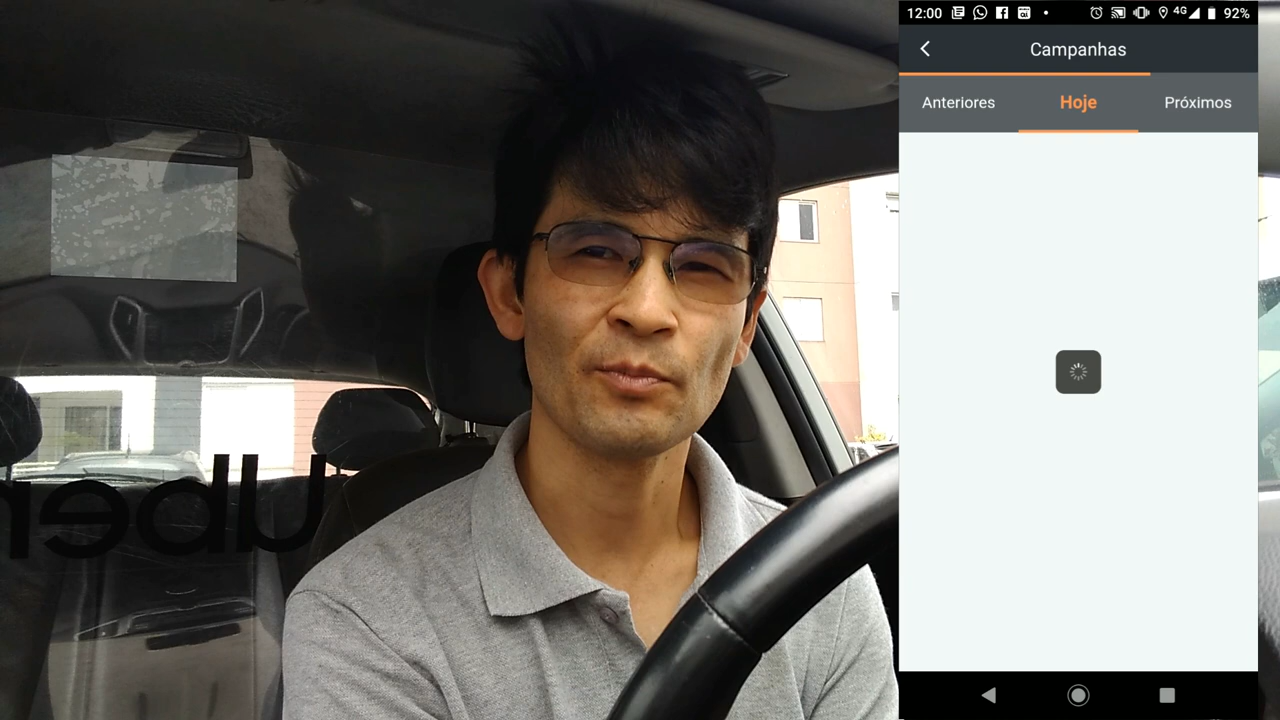 Uber
12:00
4G
92%
Campanhas
Anteriores
Hoje
Próximos